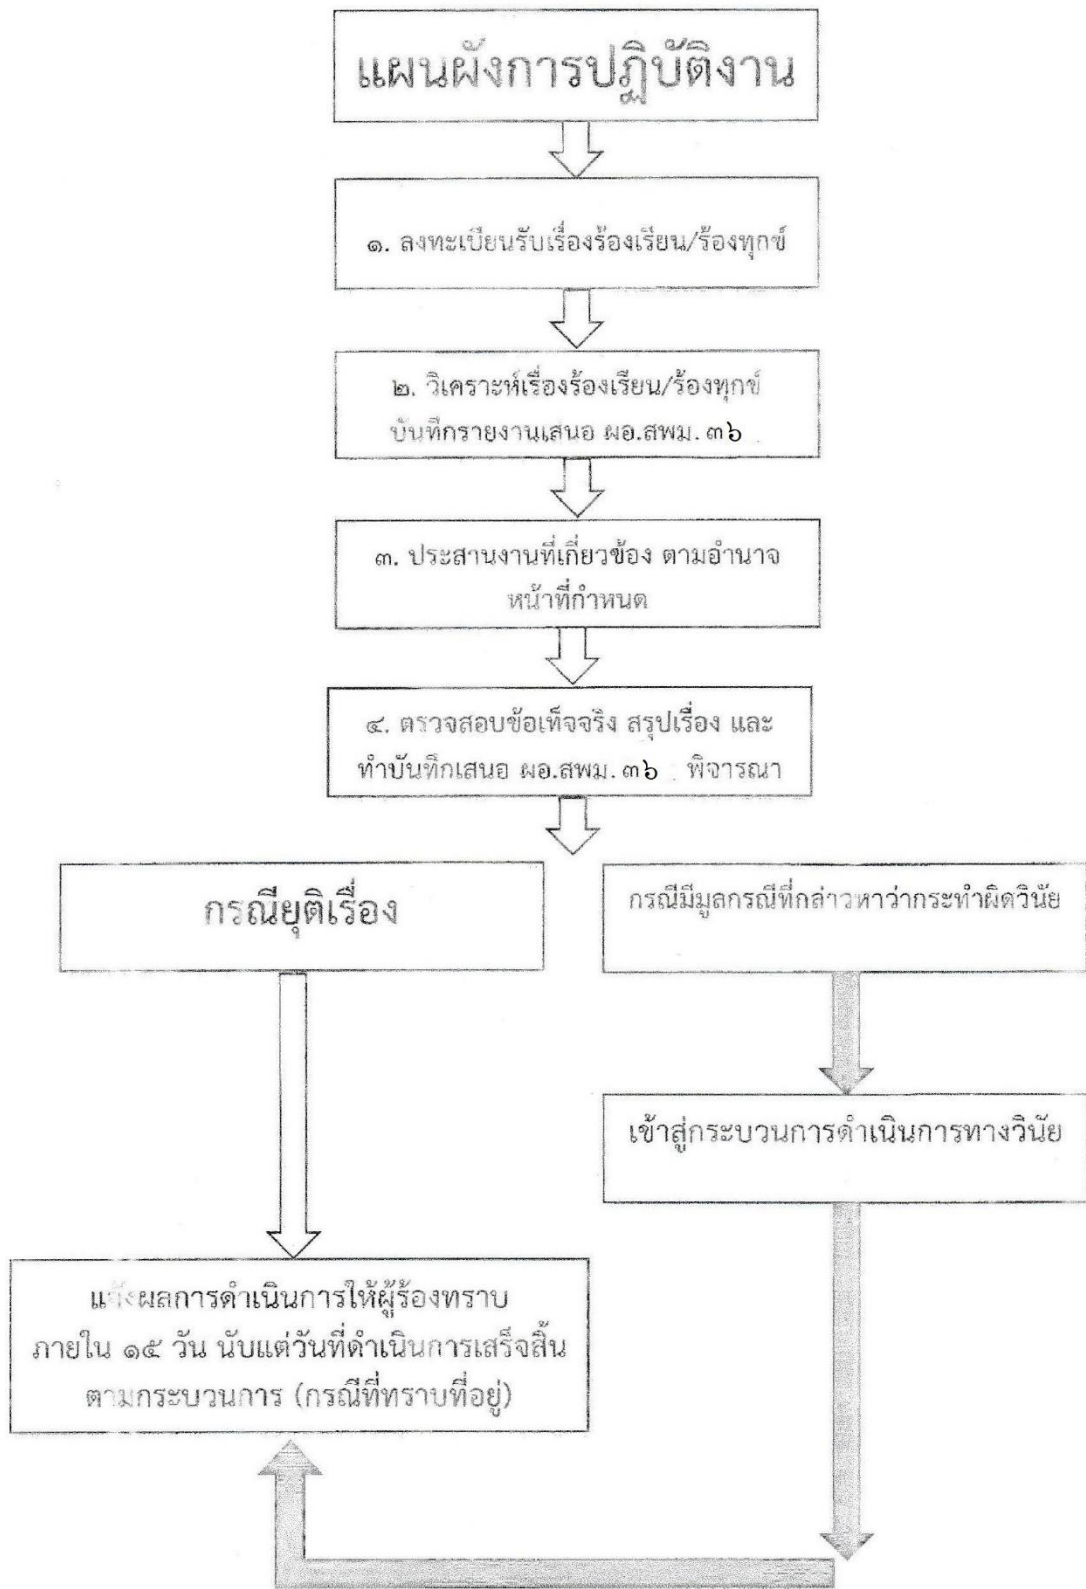 แผนผังการปฏิบัติงาน
๑. ลงทะเบียนรับเรื่องร้องเรียน/ร้องทุกข์
๒. วิเคราะห์เรื่องร้องเรียน/ร้องทุกข์
บันทึกรายงานเสนอ ผอ.สพม. ๓๖
๓. ประสานงานที่เกี่ยวข้อง ตามอำนาจ
หน้าที่กำหนด
๔. ตรวจสอบข้อเท็จจริง สรุปเรื่อง และ
ทำบันทึกเสนอ ผอ.สพม. ๓๖ พิจารณา
กรณียุติเรื่อง
กรณีมีมูลกรณีที่กล่าวหาว่ากระทำผิดวินัย
เข้าสู่กระบวนการดำเนินการทางวินัย
แจ้งผลการดำเนินการให้ผู้ร้องทราบ
ภายใน ๑๕ วัน นับแต่วันที่ดำเนินการเสร็จสิ้น
ตามกระบวนการ (กรณีที่ทราบที่อยู่)